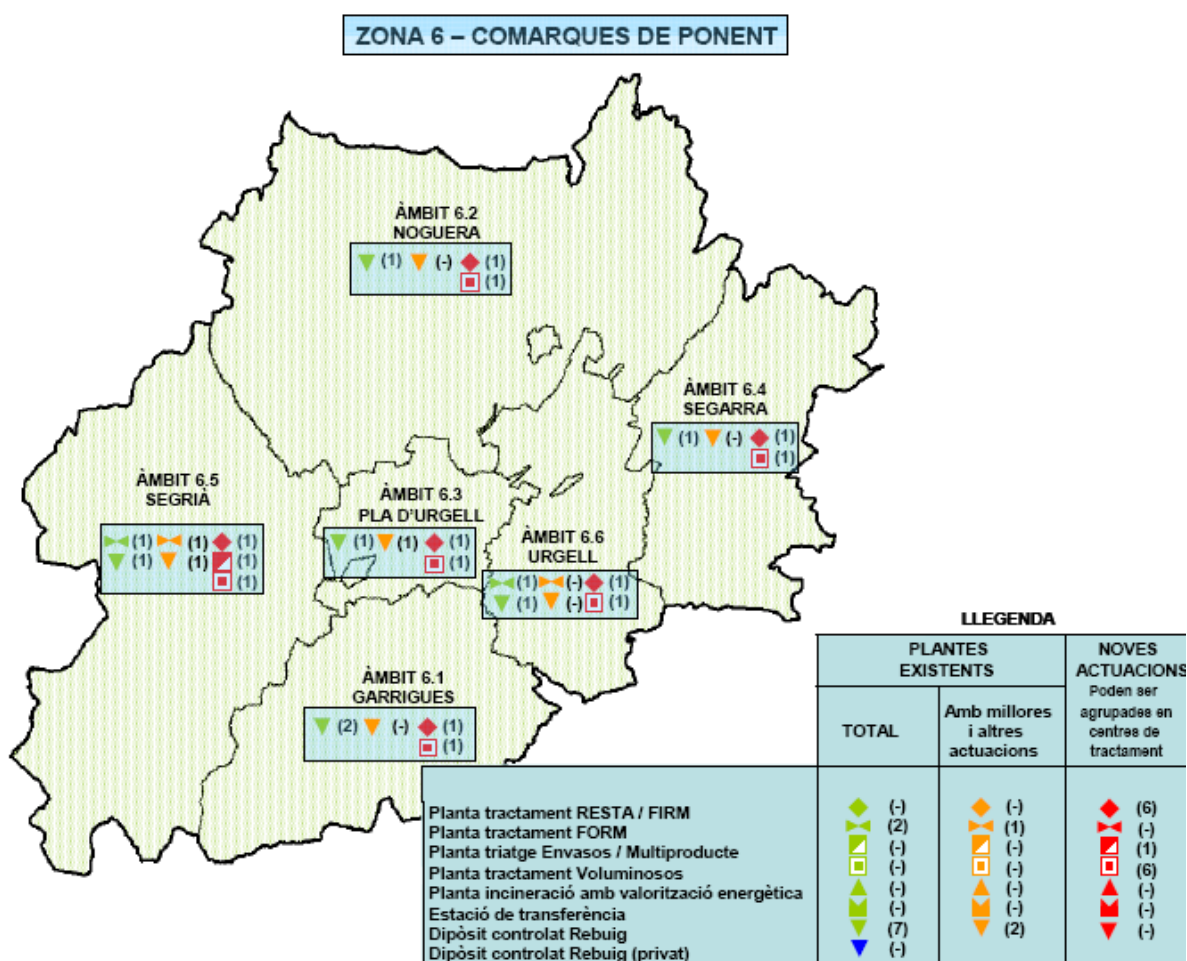 ZONA 6 – COMARQUES DE PONENT
ÀMBIT 6.2
NOGUERA
(1) (-) (1)
(1)
ÀMBIT 6.4
SEGARRA
(1) (-) (1)
(1)
ÀMBIT 6.5
SEGRIÀ
(1) (1) (1)
(1) (1) (1)
(1)
ÀMBIT 6.3
PLA D'URGELL
(1) (1) (1)
(1)
ÀMBIT 6.6
URGELL
(1) (-) (1)
(1) (-) (1)
ÀMBIT 6.1
GARRIGUES
(2) (-) (1)
(1)
LLEGENDA
PLANTES
EXISTENTS
NOVES
ACTUACIONS
Poden ser
agrupades en
centres de
tractament
TOTAL
Amb millores
i altres
actuacions
Planta tractament RESTA / FIRM (-) (-) (6)
Planta tractament FORM (2) (1) (-)
Planta triatge Envasos / Multiproducte (-) (-) (1)
Planta tractament Voluminosos (-) (-) (6)
Planta incineració amb valorització energètica (-) (-) (-)
Estació de transferència (-) (-) (-)
Dipòsit controlat Rebuig (7) (2) (-)
Dipòsit controlat Rebuig (privat) (-)